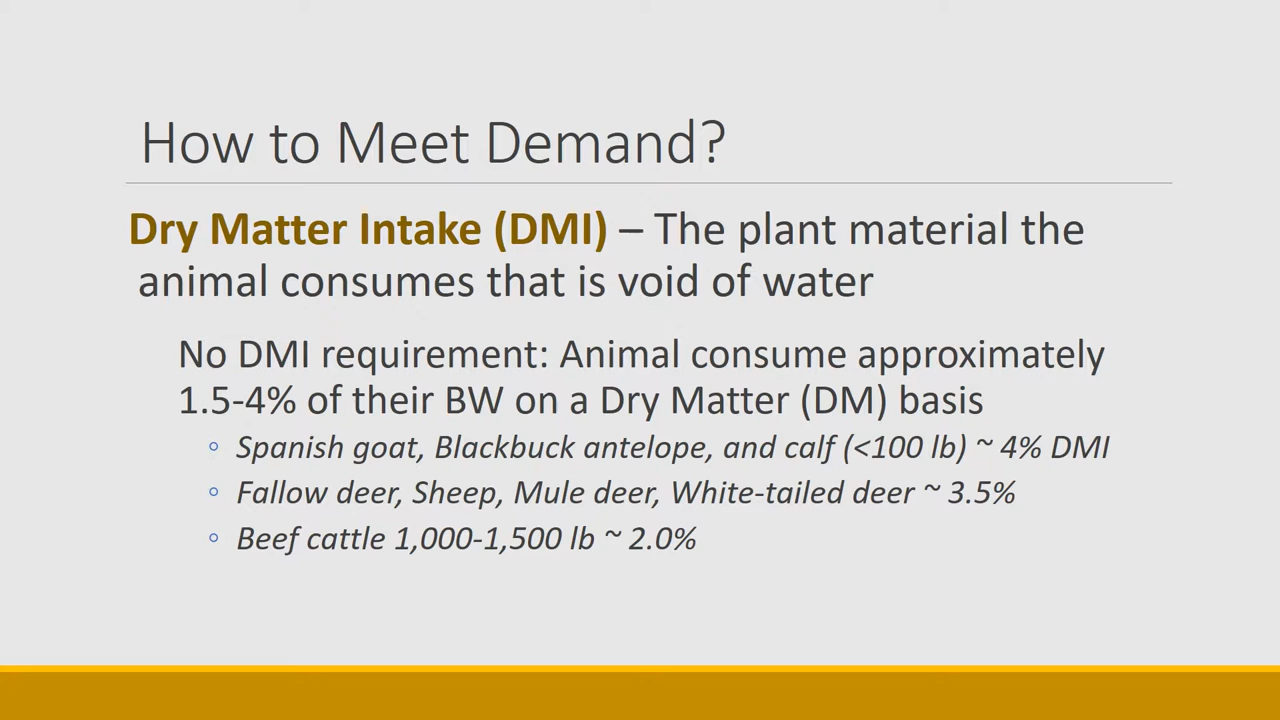 How to Meet Demand?
Dry Matter Intake (DMI) – The plant material the
animal consumes that is void of water
No DMI requirement: Animal consume approximately
1.5-4% of their BW on a Dry Matter (DM) basis
◦ Spanish goat, Blackbuck antelope, and calf (<100 lb) ~ 4% DMI
◦ Fallow deer, Sheep, Mule deer, White-tailed deer ~ 3.5%
◦ Beef cattle 1,000-1,500 lb ~ 2.0%